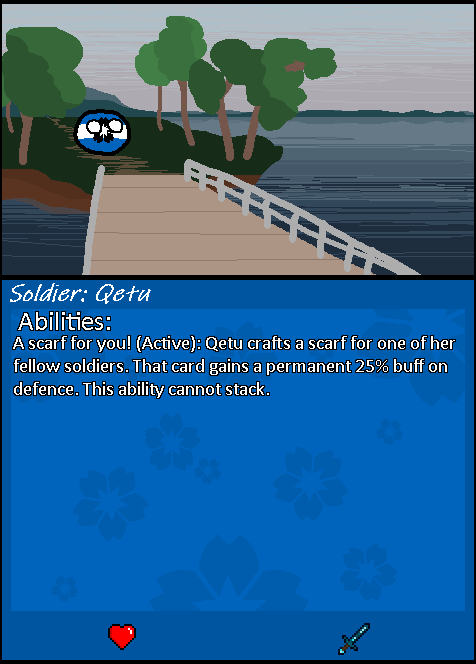 Soldier: Qetu
Abilities:
A scarf for you! (Active): Qetu crafts a scarf for one of her
fellow soldiers. That card gains a permanent 25% buff on
defence. This ability cannot stack.